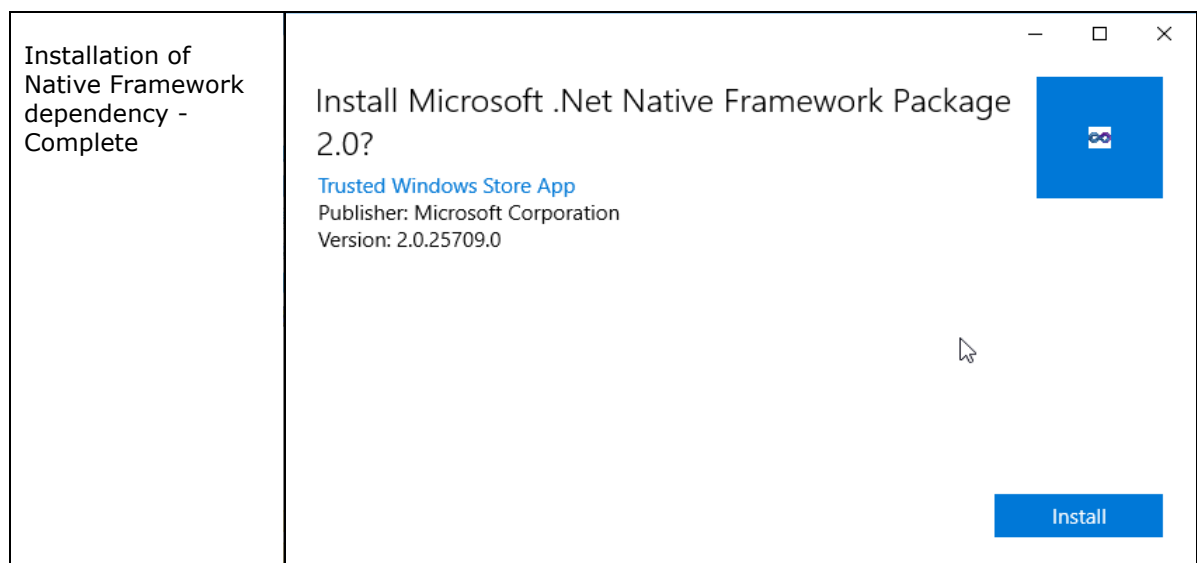 Installation of
Native Framework
dependency -
Complete
Install Microsoft .Net Native Framework Package
2.0?
Trusted Windows Store App
Publisher: Microsoft Corporation
Version: 2.0.25709.0
Install